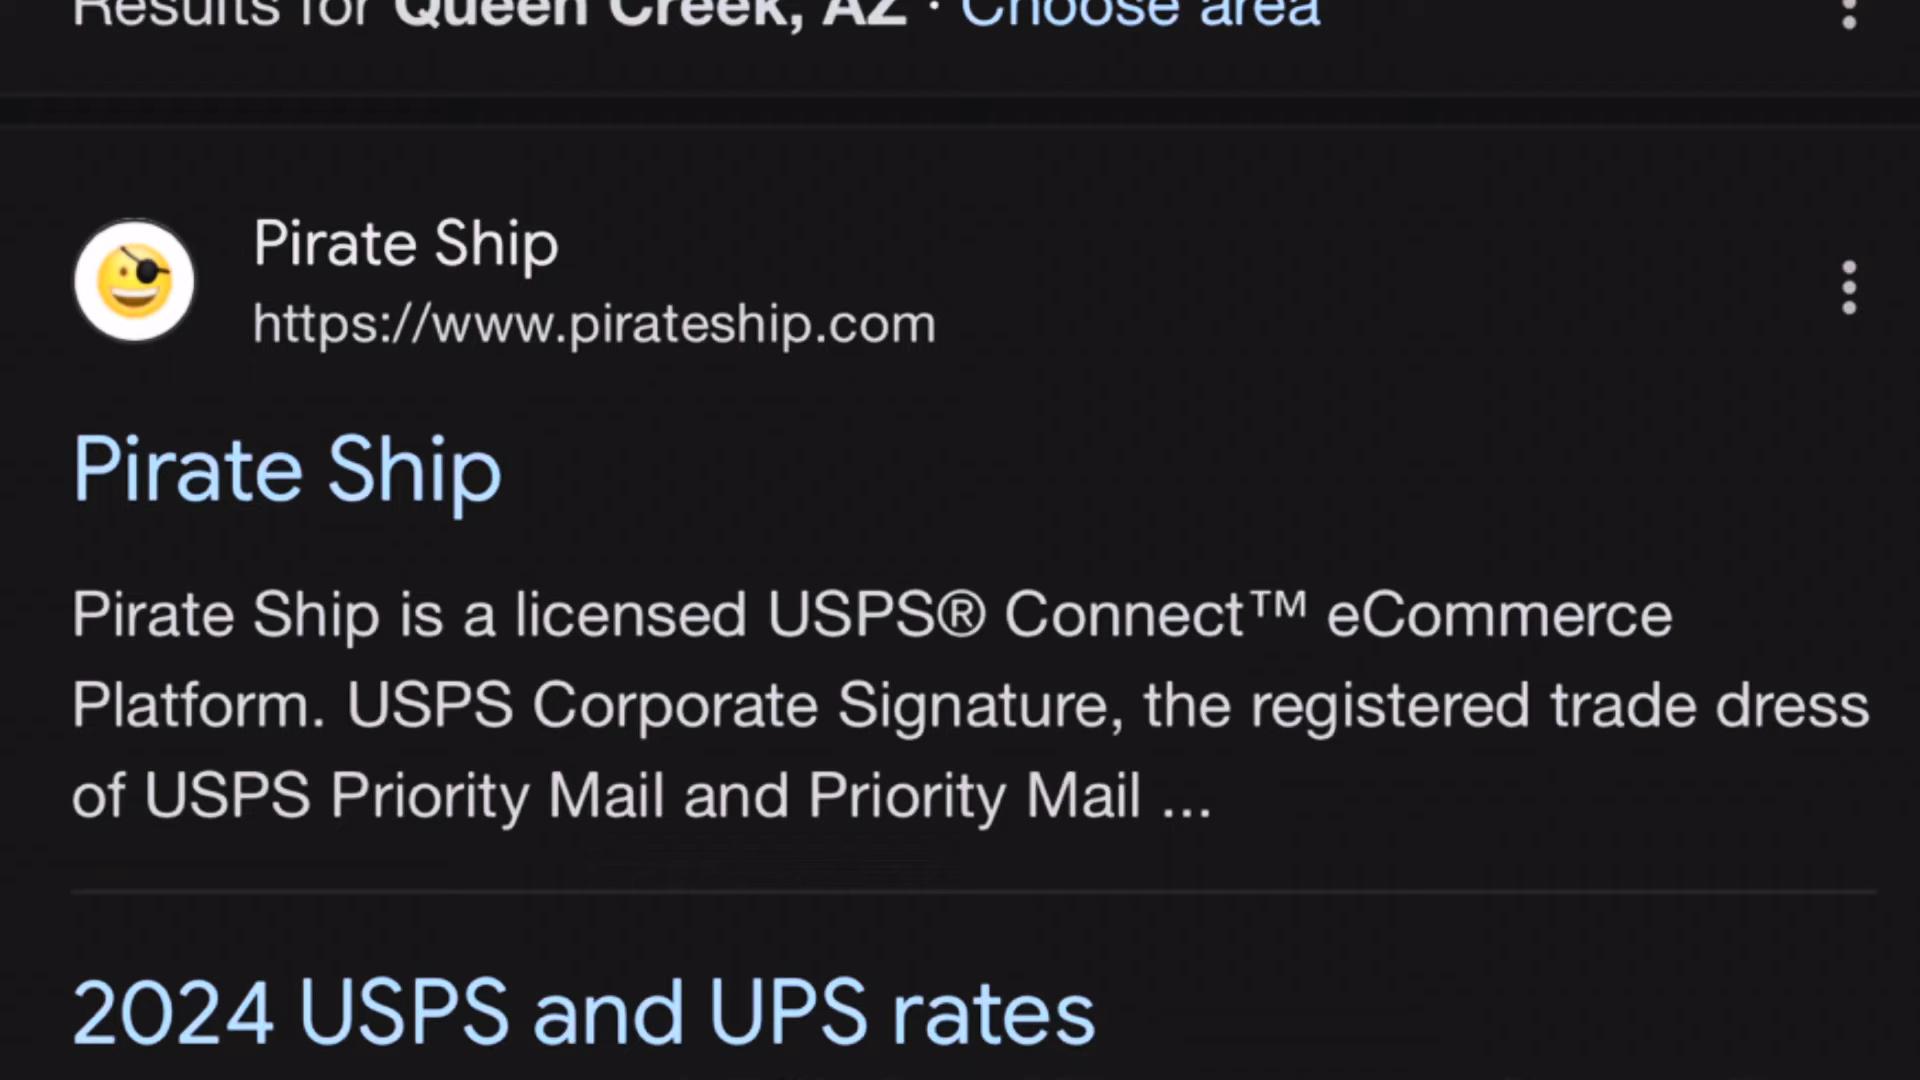 Results for Queen Creek, AZ · Choose area
Pirate Ship
https://www.pirateship.com
Pirate Ship
Pirate Ship is a licensed USPS® Connect™ eCommerce
Platform. USPS Corporate Signature, the registered trade dress
of USPS Priority Mail and Priority Mail ...
2024 USPS and UPS rates